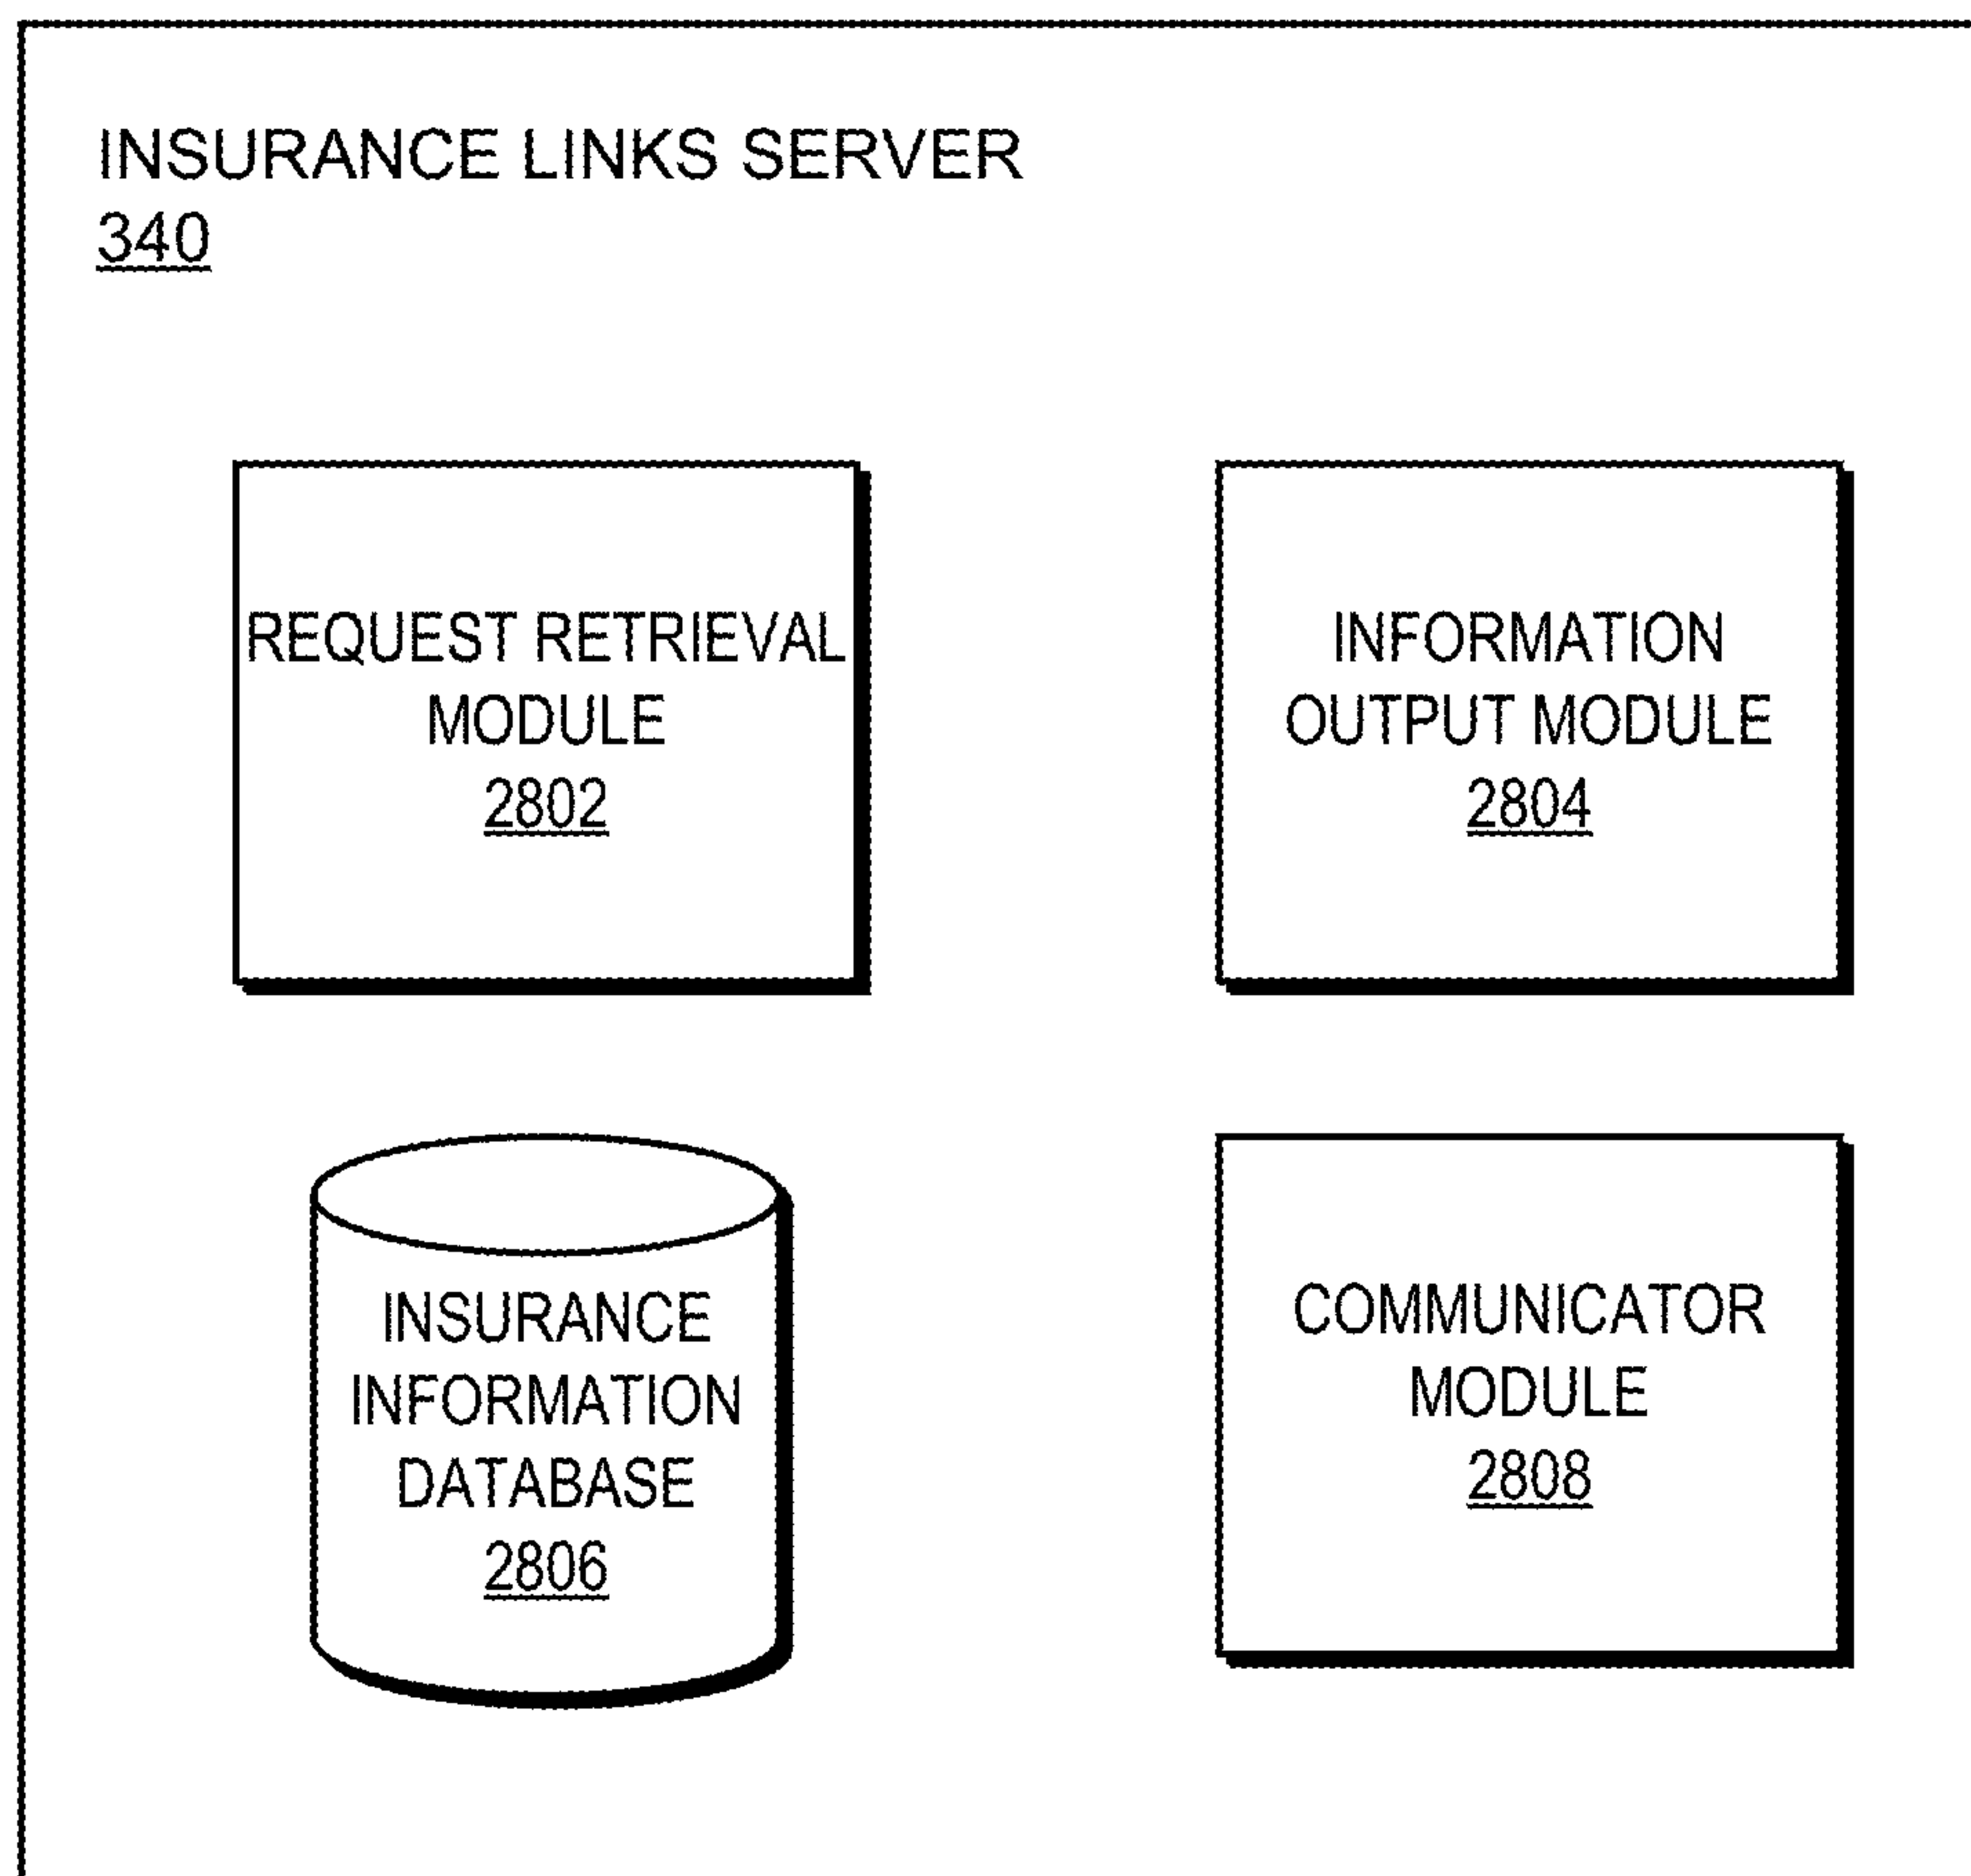 INSURANCE LINKS SERVER
340
REQUEST RETRIEVAL
MODULE
2802
INFORMATION
OUTPUT MODULE
2804
INSURANCE
INFORMATION
DATABASE
2806
COMMUNICATOR
MODULE
2808